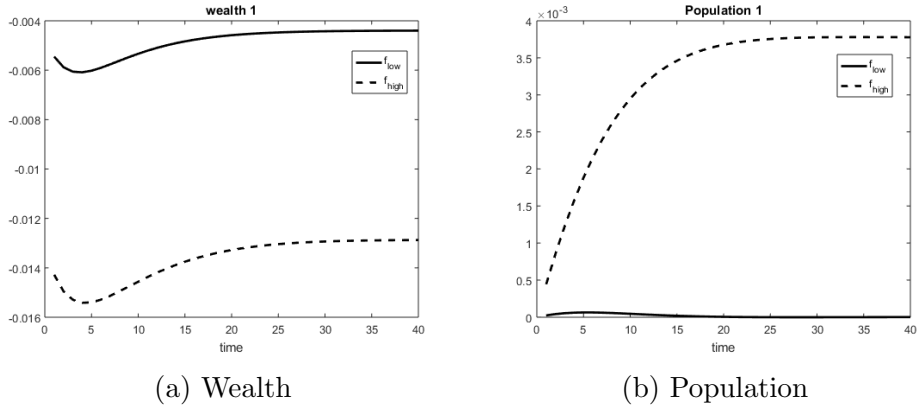 wealth 1
-0.004
-0.006
-0.008
-0.01
-0.012
-0.014
-0.016
0 5 10 15 20 25 30 35 40
time
f_low
f_high
(a) Wealth
Population 1
×10^-3
4
3.5
3
2.5
2
1.5
1
0.5
0
0 5 10 15 20 25 30 35 40
time
f_low
f_high
(b) Population